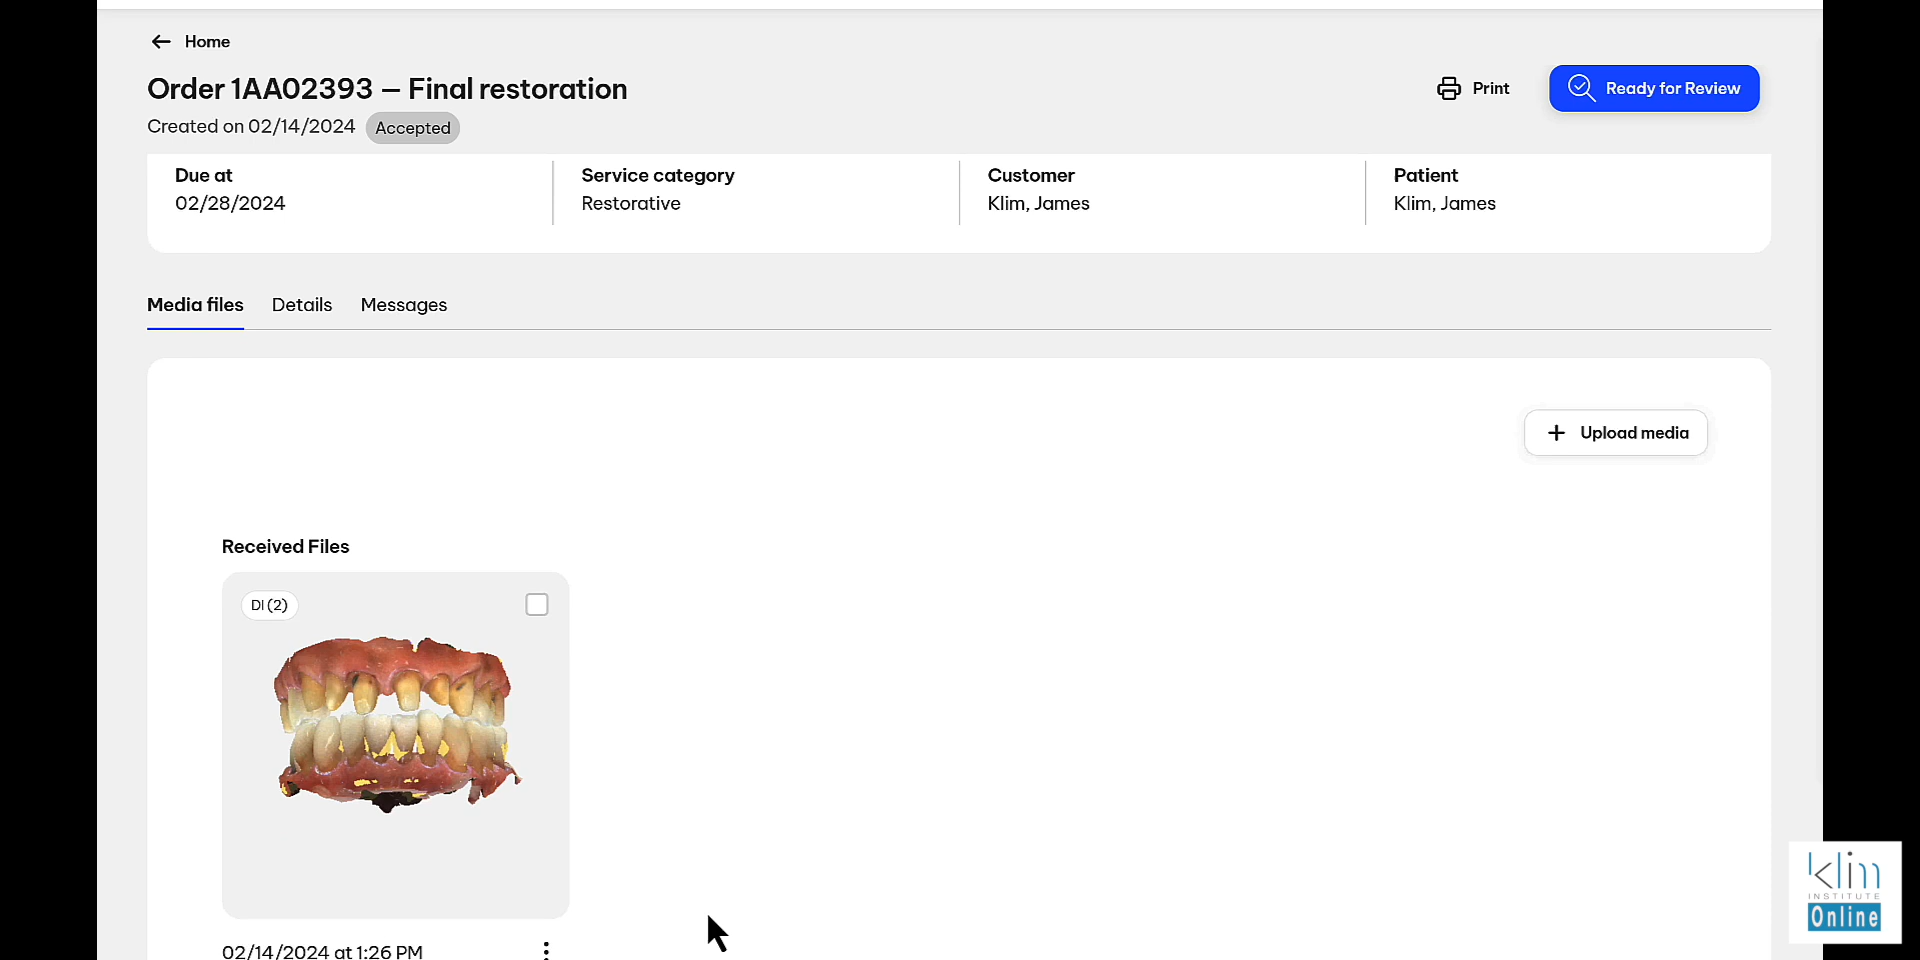 Home
Order 1AA02393 — Final restoration
Print
Ready for Review
Created on 02/14/2024
Accepted
Due at
02/28/2024
Service category
Restorative
Customer
Klim, James
Patient
Klim, James
Media files
Details
Messages
Upload media
Received Files
DI (2)
02/14/2024 at 1:26 PM
klim
INSTITUTE
Online